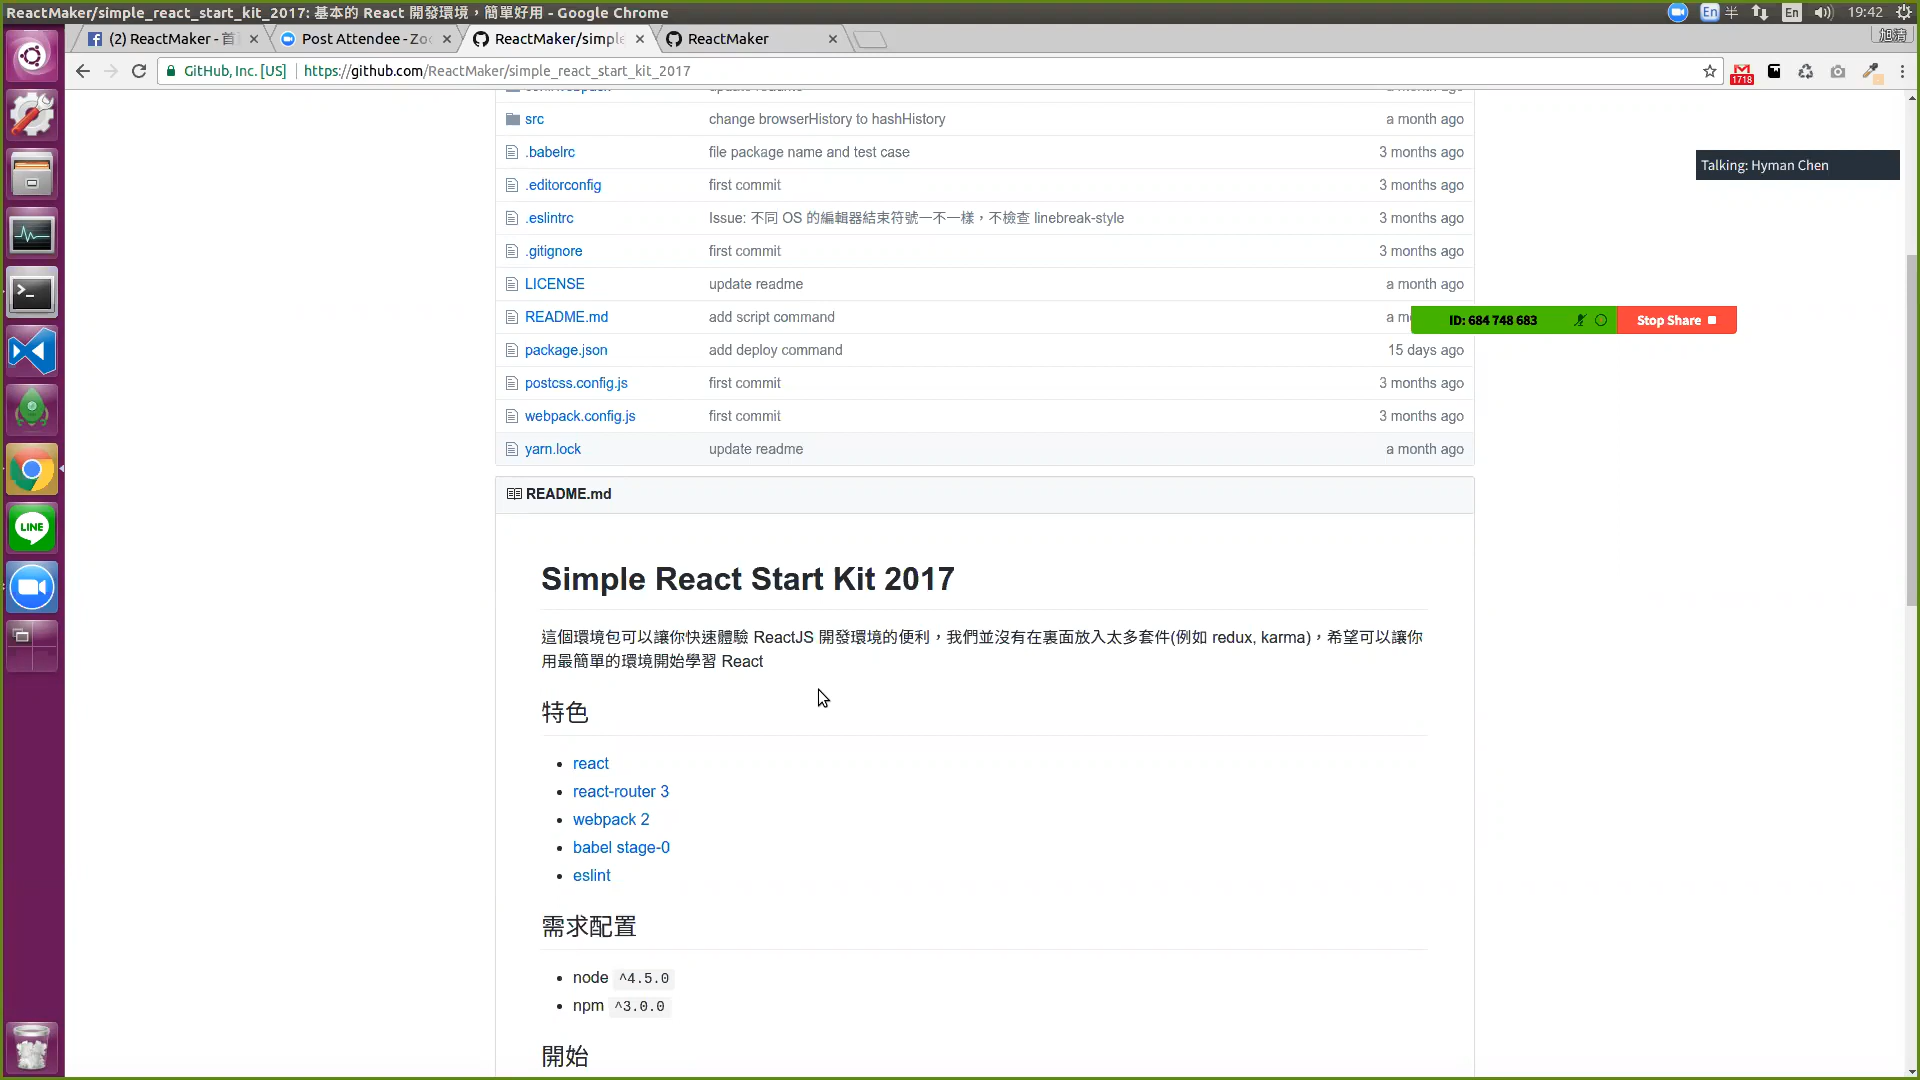 ReactMaker/simple_react_start_kit_2017: 基本的 React 開發環境，簡單好用 - Google Chrome
En 半 En 19:42
(2) ReactMaker - 首
Post Attendee - Zo
ReactMaker/simple
ReactMaker
旭清
GitHub, Inc. [US] https://github.com/ReactMaker/simple_react_start_kit_2017
1718
src change browserHistory to hashHistory a month ago
.babelrc file package name and test case 3 months ago
Talking: Hyman Chen
.editorconfig first commit 3 months ago
.eslintrc Issue: 不同 OS 的編輯器結束符號一不一樣，不檢查 linebreak-style 3 months ago
.gitignore first commit 3 months ago
LICENSE update readme a month ago
README.md add script command a m
ID: 684 748 683 Stop Share
package.json add deploy command 15 days ago
postcss.config.js first commit 3 months ago
webpack.config.js first commit 3 months ago
yarn.lock update readme a month ago
README.md
Simple React Start Kit 2017
這個環境包可以讓你快速體驗 ReactJS 開發環境的便利，我們並沒有在裏面放入太多套件(例如 redux, karma)，希望可以讓你
用最簡單的環境開始學習 React
特色
react
react-router 3
webpack 2
babel stage-0
eslint
需求配置
node ^4.5.0
npm ^3.0.0
開始
LINE